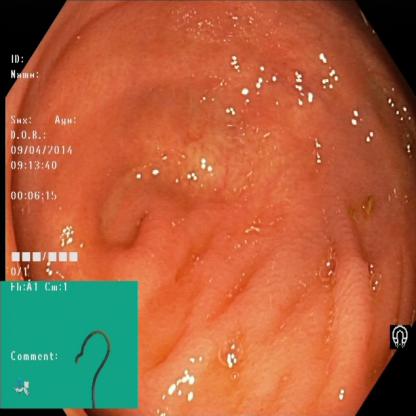 ID:
Name:
Sex: Age:
D.O.B.:
09/04/2014
09:13:40
00:06:15
■■■/■■■
0/1
Eh:A1 Cm:1
Comment: